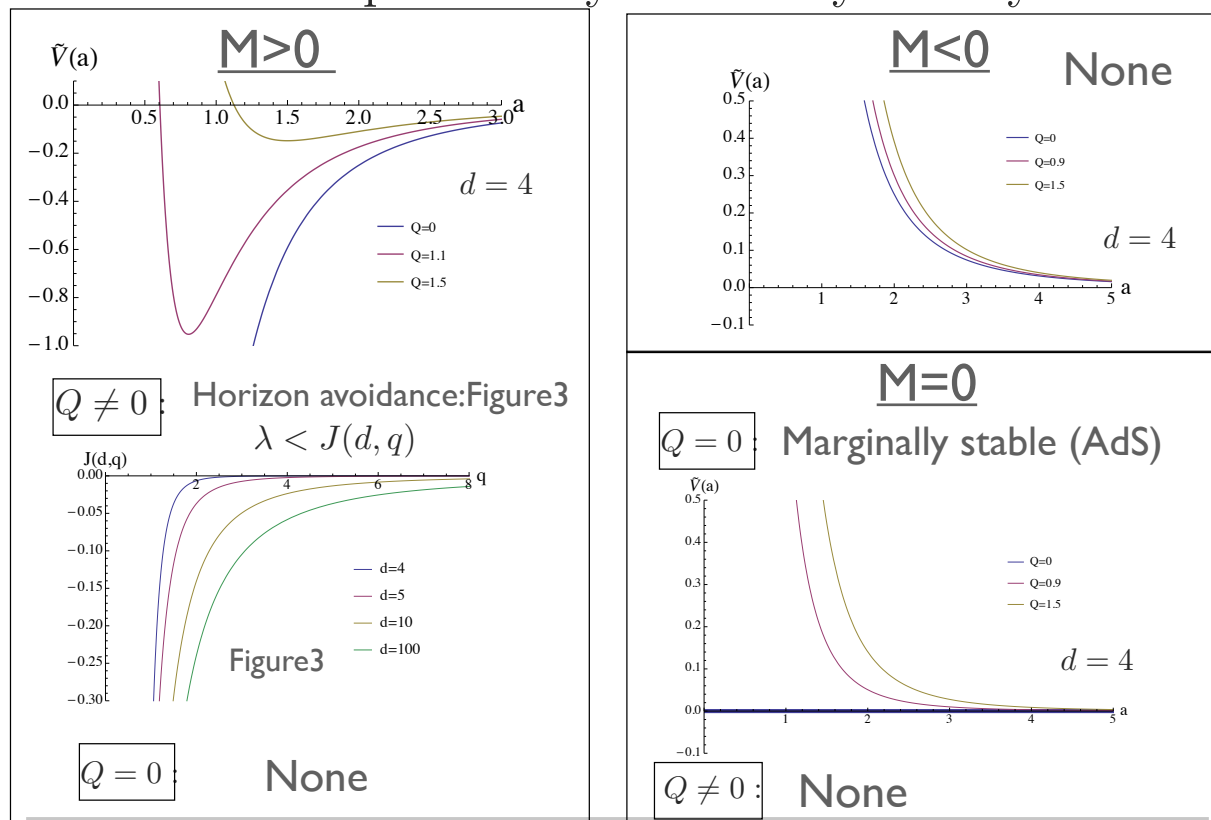 M>0
Ṽ(a)
0.0
0.5
1.0
1.5
2.0
2.5
3.0
a
−0.2
−0.4
−0.6
−0.8
−1.0
d = 4
Q=0
Q=1.1
Q=1.5
Q ≠ 0 : Horizon avoidance:Figure3
λ < J(d, q)
J(d,q)
0.00
2
4
6
8
q
−0.05
−0.10
−0.15
−0.20
−0.25
−0.30
d=4
d=5
d=10
d=100
Figure3
Q = 0 : None
M<0
None
Ṽ(a)
0.5
0.4
0.3
0.2
0.1
0.0
−0.1
1
2
3
4
5
a
Q=0
Q=0.9
Q=1.5
d = 4
M=0
Q = 0 : Marginally stable (AdS)
Ṽ(a)
0.5
0.4
0.3
0.2
0.1
0.0
−0.1
1
2
3
4
5
a
Q=0
Q=0.9
Q=1.5
d = 4
Q ≠ 0 : None